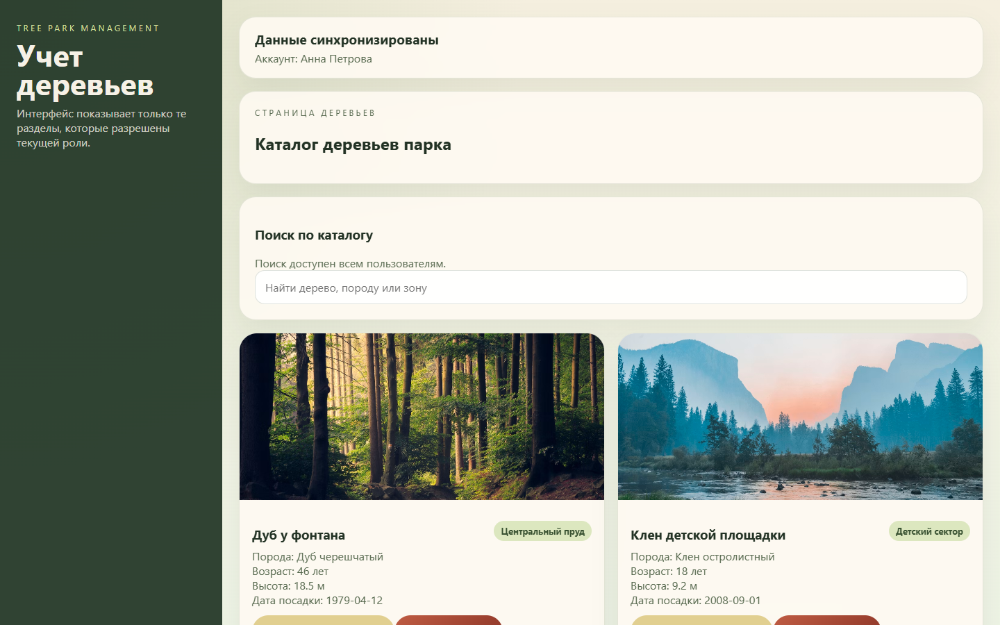 TREE PARK MANAGEMENT
Учет
деревьев
Интерфейс показывает только те
разделы, которые разрешены
текущей роли.
Данные синхронизированы
Аккаунт: Анна Петрова
СТРАНИЦА ДЕРЕВЬЕВ
Каталог деревьев парка
Поиск по каталогу
Поиск доступен всем пользователям.
Найти дерево, породу или зону
Дуб у фонтана
Центральный пруд
Порода: Дуб черешчатый
Возраст: 46 лет
Высота: 18.5 м
Дата посадки: 1979-04-12
Клен детской площадки
Детский сектор
Порода: Клен остролистный
Возраст: 18 лет
Высота: 9.2 м
Дата посадки: 2008-09-01